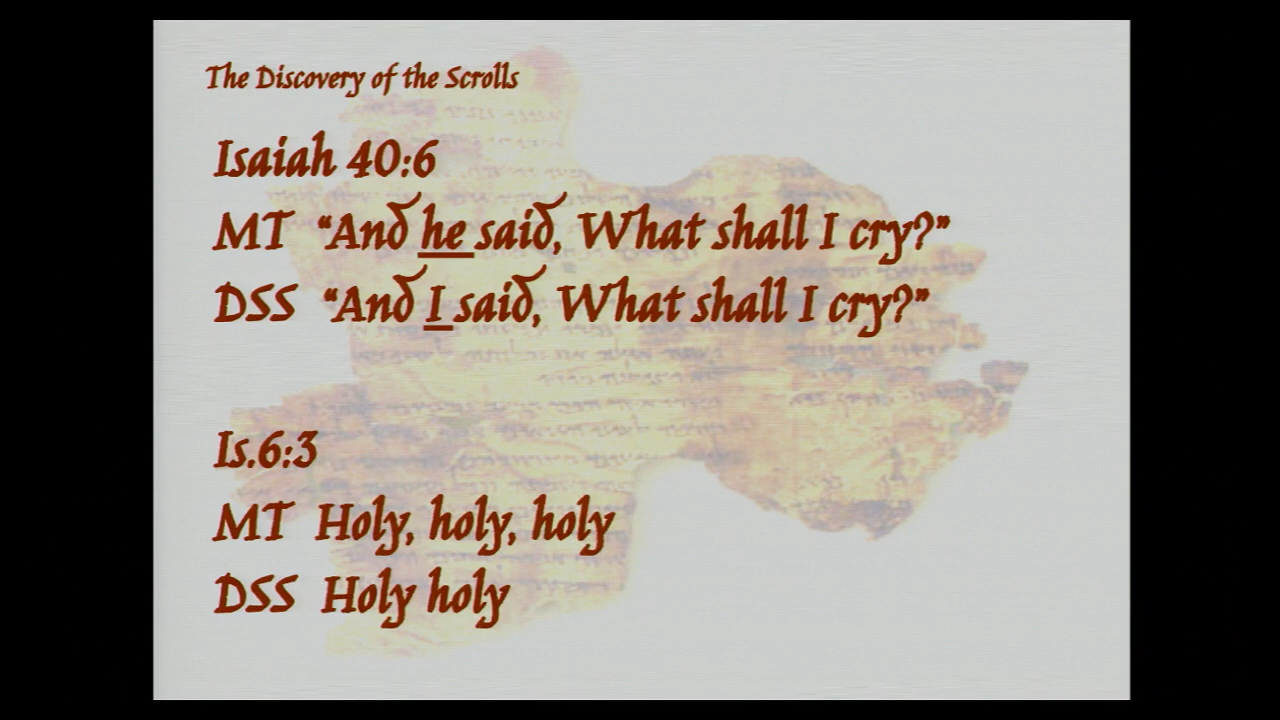 The Discovery of the Scrolls
Isaiah 40:6
MT “And he said, What shall I cry?”
DSS “And I said, What shall I cry?”
Is.6:3
MT Holy, holy, holy
DSS Holy holy